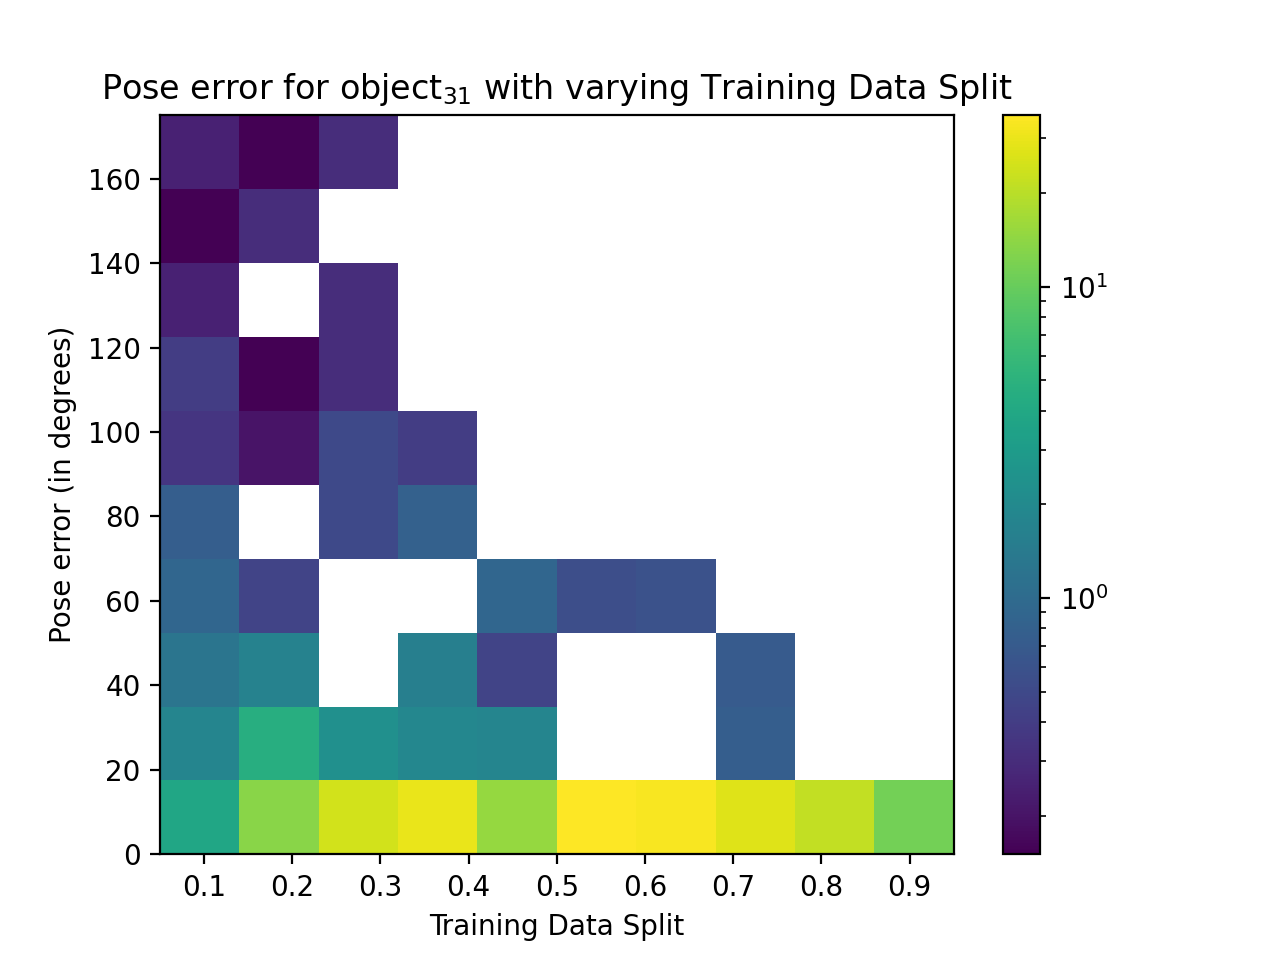 Pose error for object₃₁ with varying Training Data Split
160
140
120
100
80
60
40
20
0
Pose error (in degrees)
0.1 0.2 0.3 0.4 0.5 0.6 0.7 0.8 0.9
Training Data Split
10¹
10⁰